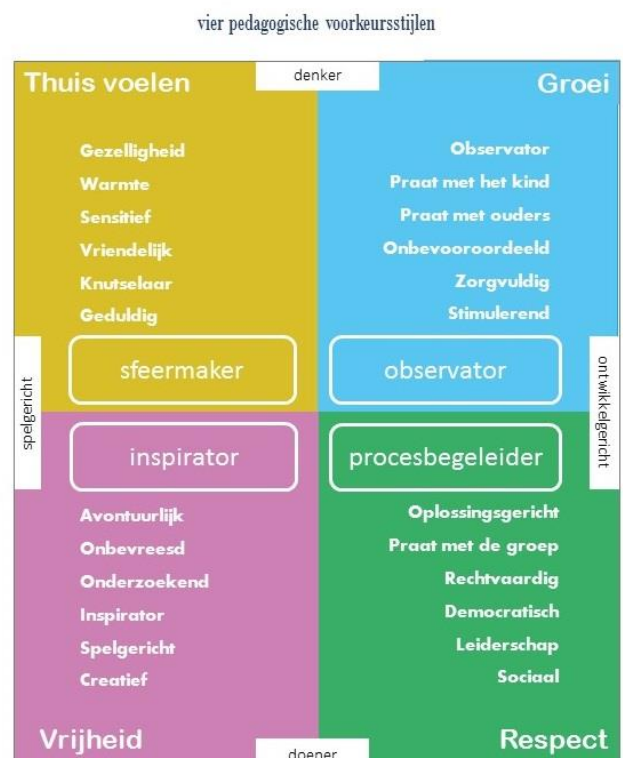 vier pedagogische voorkeursstijlen
denker
Thuis voelen
Gezelligheid
Warmte
Sensitief
Vriendelijk
Knutselaar
Geduldig
sfeermaker
Groei
Observator
Praat met het kind
Praat met ouders
Onbevooroordeeld
Zorgvuldig
Stimulerend
observator
spelgericht
ontwikkelgericht
inspirator
Avontuurlijk
Onbevreesd
Onderzoekend
Inspirator
Spelgericht
Creatief
Vrijheid
procesbegeleider
Oplossingsgericht
Praat met de groep
Rechtvaardig
Democratisch
Leiderschap
Sociaal
Respect
doener